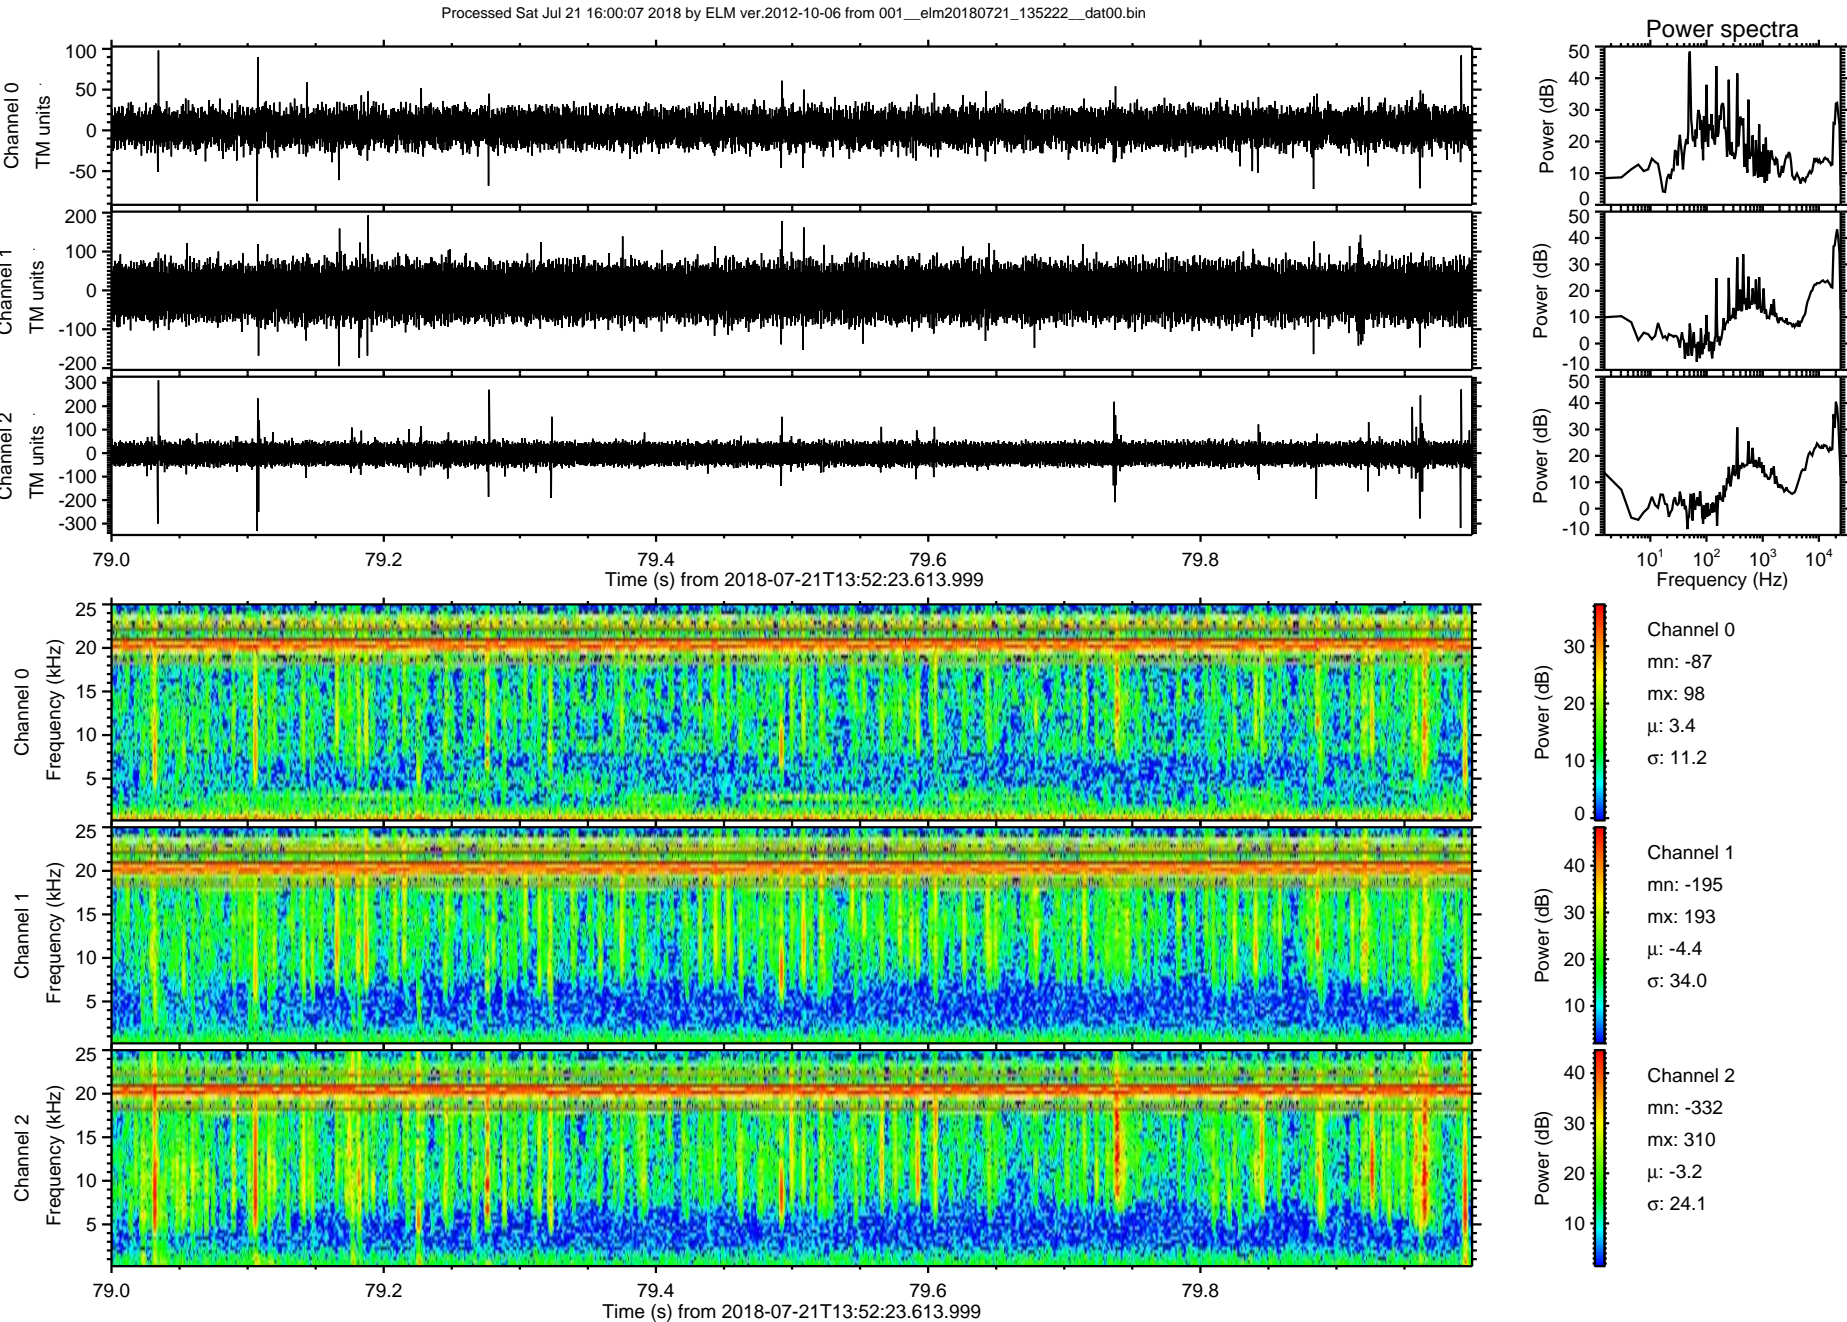 Processed Sat Jul 21 16:00:07 2018 by ELM ver.2012-10-06 from 001__elm20180721_135222__dat00.bin
Power spectra
Channel 0
TM units
100
50
0
-50
Power (dB)
50
40
30
20
10
0
Channel 1
TM units
200
100
0
-100
-200
Power (dB)
50
40
30
20
10
0
-10
Channel 2
TM units
300
200
100
0
-100
-200
-300
Power (dB)
50
40
30
20
10
0
-10
79.0 79.2 79.4 79.6 79.8
Time (s) from 2018-07-21T13:52:23.613.999
10¹ 10² 10³ 10⁴
Frequency (Hz)
Channel 0
Frequency (kHz)
25
20
15
10
5
Power (dB)
30
20
10
0
Channel 0
mn: -87
mx: 98
μ: 3.4
σ: 11.2
Channel 1
Frequency (kHz)
25
20
15
10
5
Power (dB)
40
30
20
10
Channel 1
mn: -195
mx: 193
μ: -4.4
σ: 34.0
Channel 2
Frequency (kHz)
25
20
15
10
5
Power (dB)
40
30
20
10
Channel 2
mn: -332
mx: 310
μ: -3.2
σ: 24.1
79.0 79.2 79.4 79.6 79.8
Time (s) from 2018-07-21T13:52:23.613.999